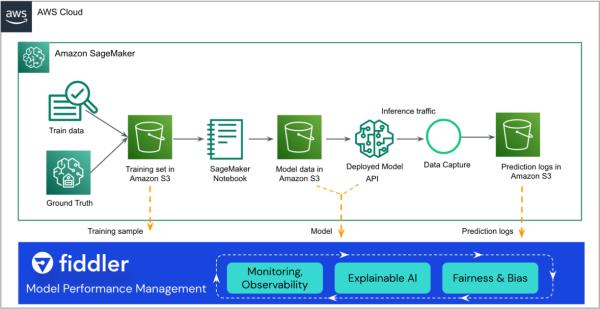 aws
AWS Cloud
Amazon SageMaker
Train data
Ground Truth
Training set in
Amazon S3
SageMaker
Notebook
Model data in
Amazon S3
Inference traffic
Deployed Model
API
Data Capture
Prediction logs in
Amazon S3
Training sample
Model
Prediction logs
fiddler
Model Performance Management
Monitoring,
Observability
Explainable AI
Fairness & Bias